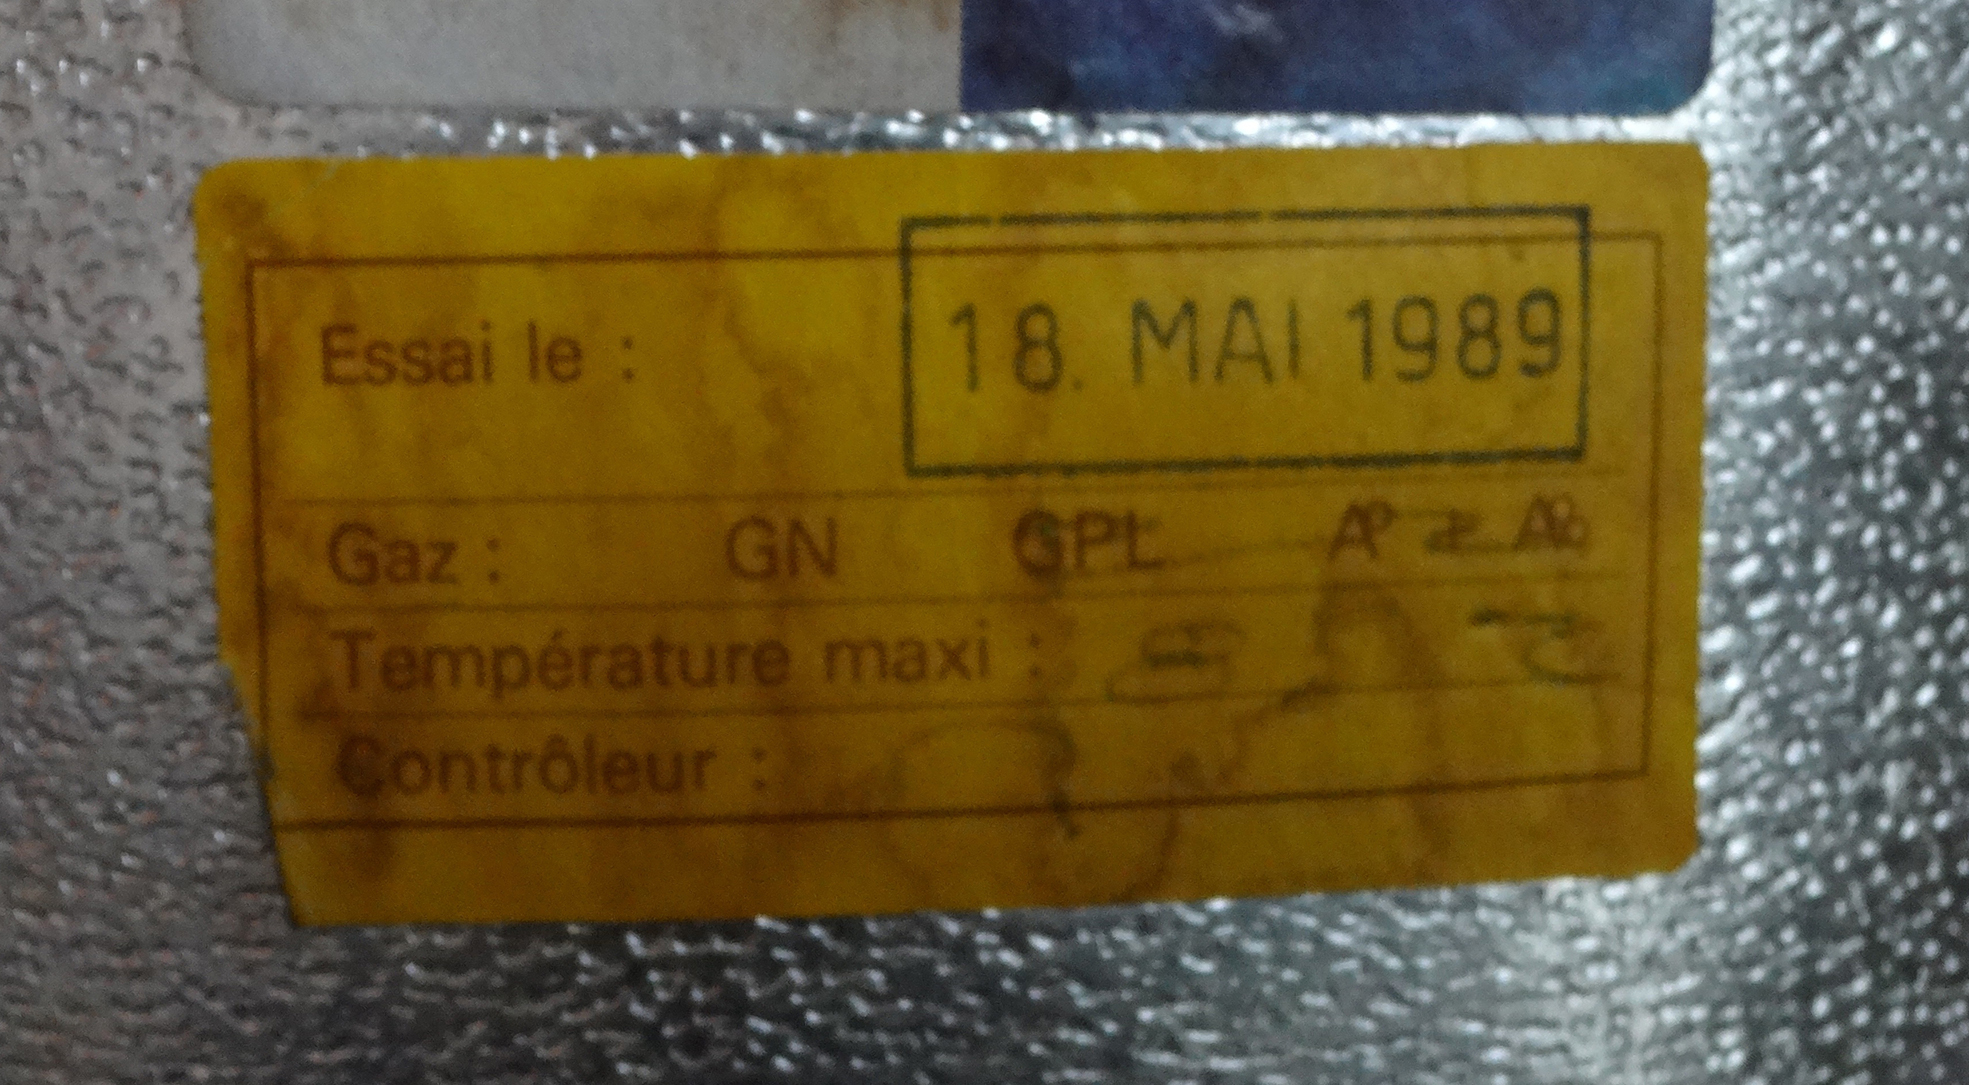 Essai le : 18. MAI 1989
Gaz : GN GPL
Température maxi :
Contrôleur :